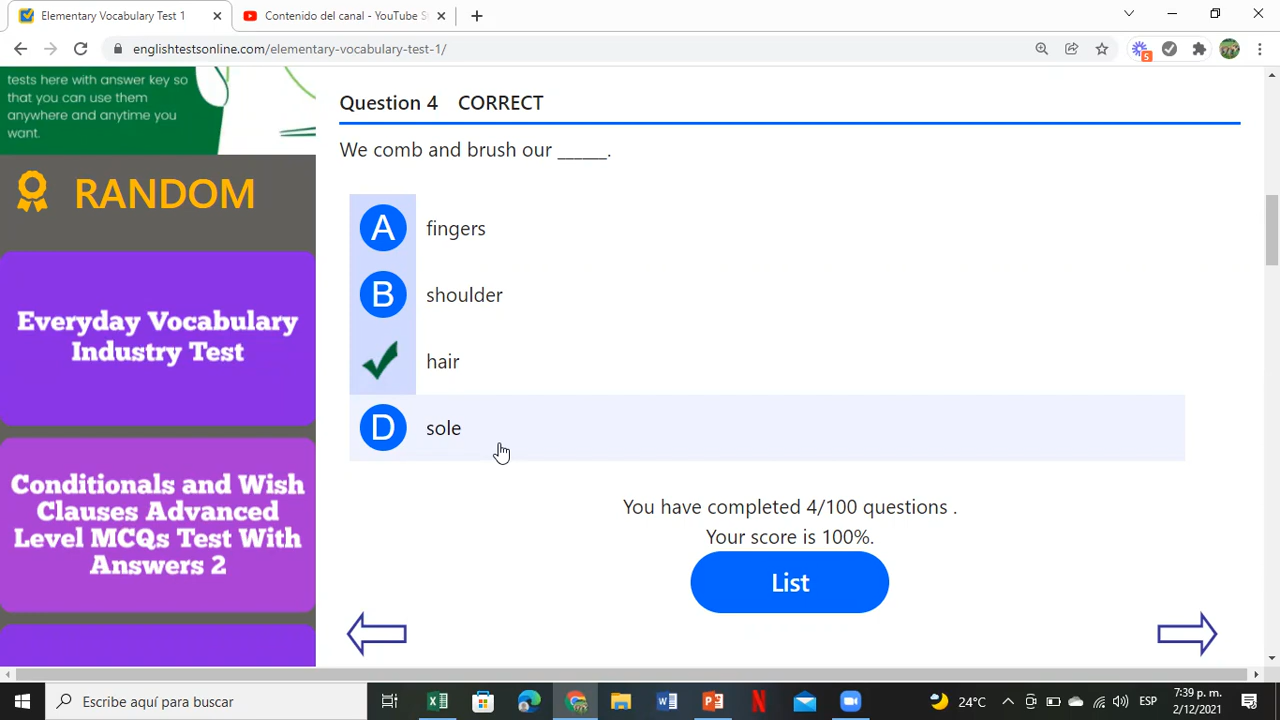 Elementary Vocabulary Test 1
Contenido del canal - YouTube S
englishtestsonline.com/elementary-vocabulary-test-1/
5
tests here with answer key so
that you can use them
anywhere and anytime you
want.
RANDOM
Everyday Vocabulary
Industry Test
Conditionals and Wish
Clauses Advanced
Level MCQs Test With
Answers 2
Question 4 CORRECT
We comb and brush our ______.
A fingers
B shoulder
hair
D sole
You have completed 4/100 questions .
Your score is 100%.
List
Escribe aquí para buscar
24°C
ESP
7:39 p. m.
2/12/2021